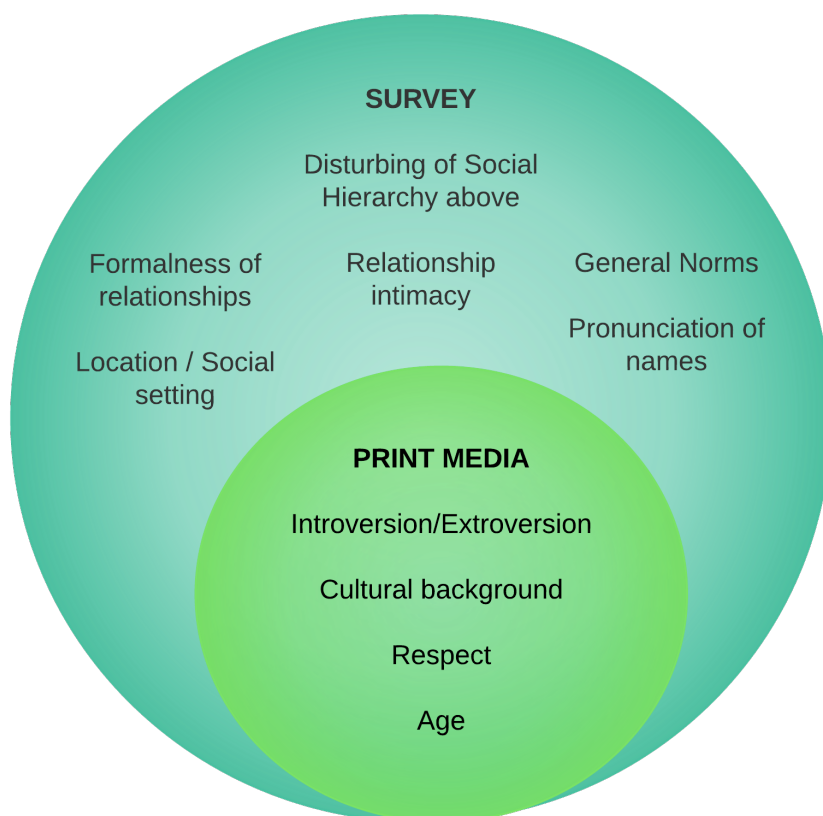 SURVEY
Disturbing of Social
Hierarchy above
Formalness of
relationships
Location / Social
setting
Relationship
intimacy
General Norms
Pronunciation of
names
PRINT MEDIA
Introversion/Extroversion
Cultural background
Respect
Age